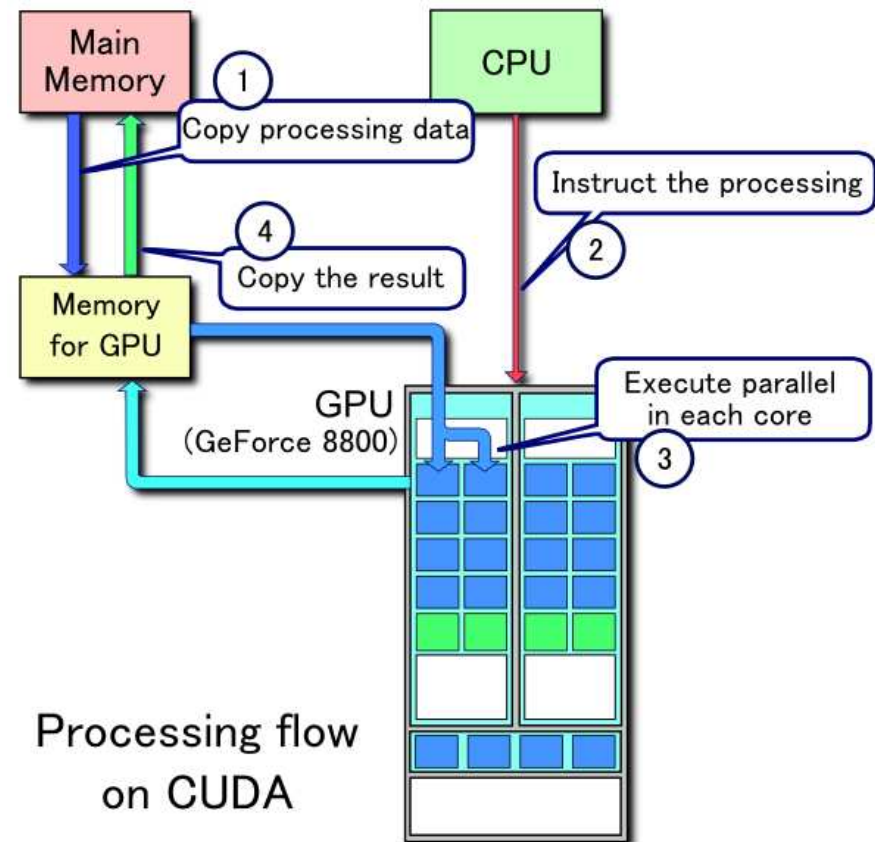 Main
Memory
CPU
1
Copy processing data
Instruct the processing
2
4
Copy the result
Memory
for GPU
GPU
(GeForce 8800)
Execute parallel
in each core
3
Processing flow
on CUDA